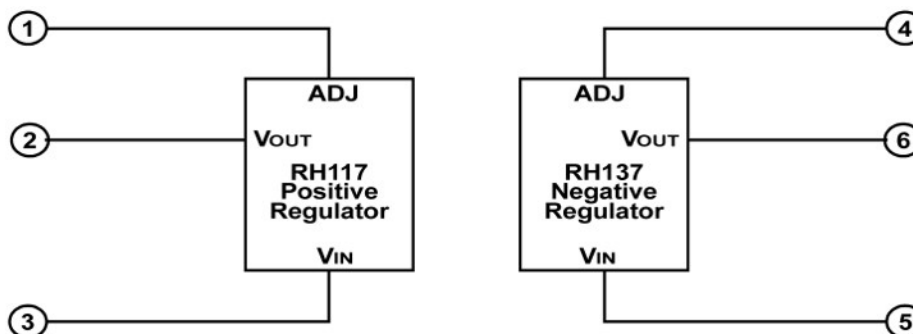 1
4
ADJ
ADJ
2
VOUT
VOUT
6
RH117
Positive
Regulator
RH137
Negative
Regulator
VIN
VIN
3
5